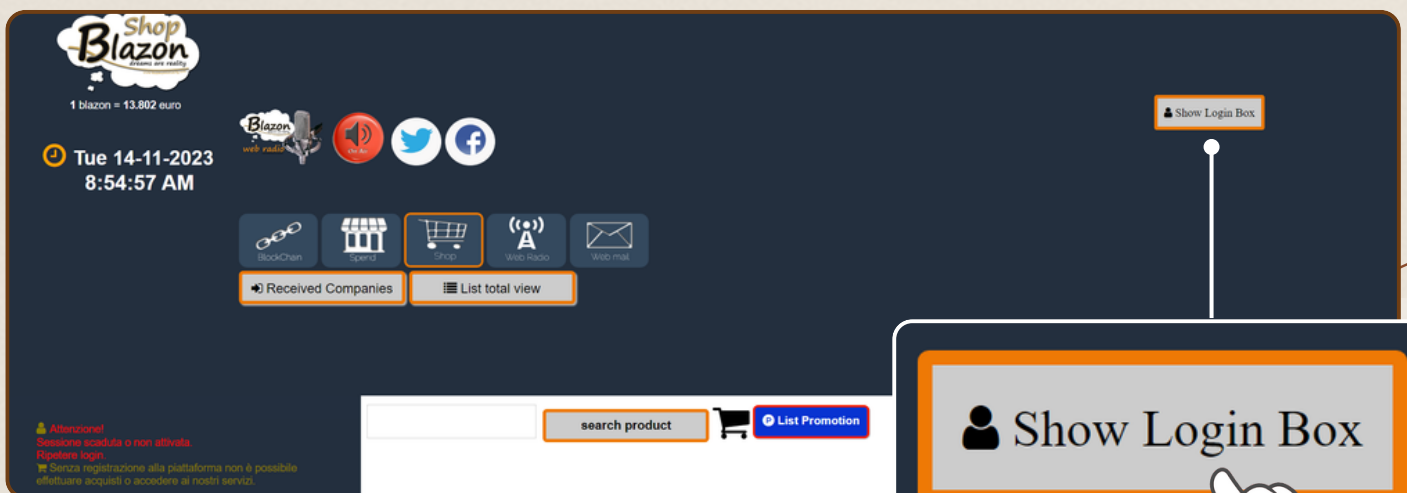 Shop
Blazon
dreams are reality
1 blazon = 13.802 euro
Tue 14-11-2023
8:54:57 AM
Blazon
web radio
On Air
Show Login Box
BlockChain
Spend
Shop
Web Radio
Web mail
Received Companies
List total view
search product
P List Promotion
Attenzione!
Sessione scaduta o non attivata.
Ripetere login.
Senza registrazione alla piattaforma non è possibile
effettuare acquisti o accedere ai nostri servizi.
Show Login Box